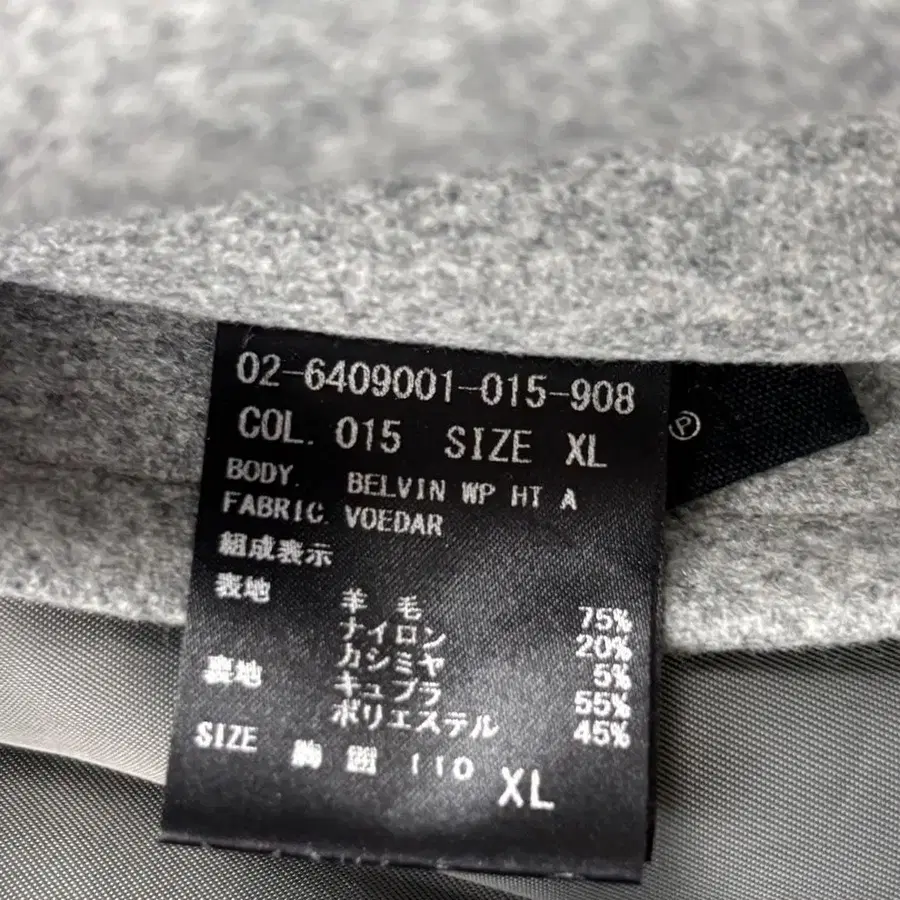 02-6409001-015-908
COL. 015 SIZE XL
BODY. BELVIN WP HT A
FABRIC. VOEDAR
組成表示
表地 羊 毛 75%
ナイロン 20%
カシミヤ 5%
裏地 キュプラ 55%
ポリエステル 45%
SIZE 胸 囲 110 XL
Ⓟ